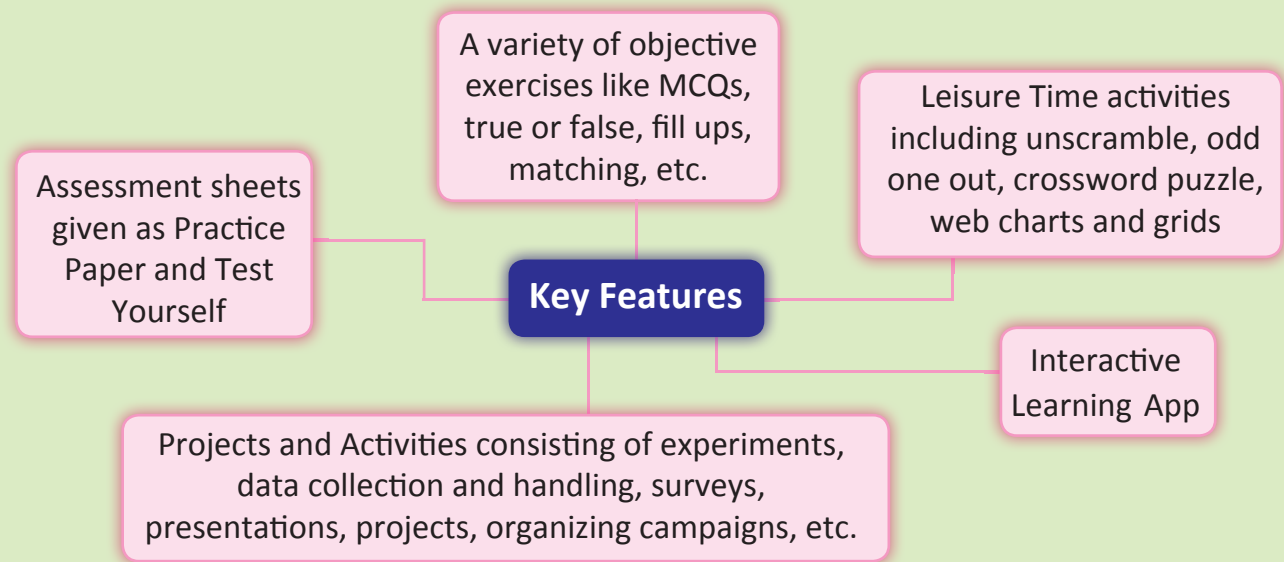 A variety of objective
exercises like MCQs,
true or false, fill ups,
matching, etc.
Leisure Time activities
including unscramble, odd
one out, crossword puzzle,
web charts and grids
Assessment sheets
given as Practice
Paper and Test
Yourself
Key Features
Interactive
Learning App
Projects and Activities consisting of experiments,
data collection and handling, surveys,
presentations, projects, organizing campaigns, etc.